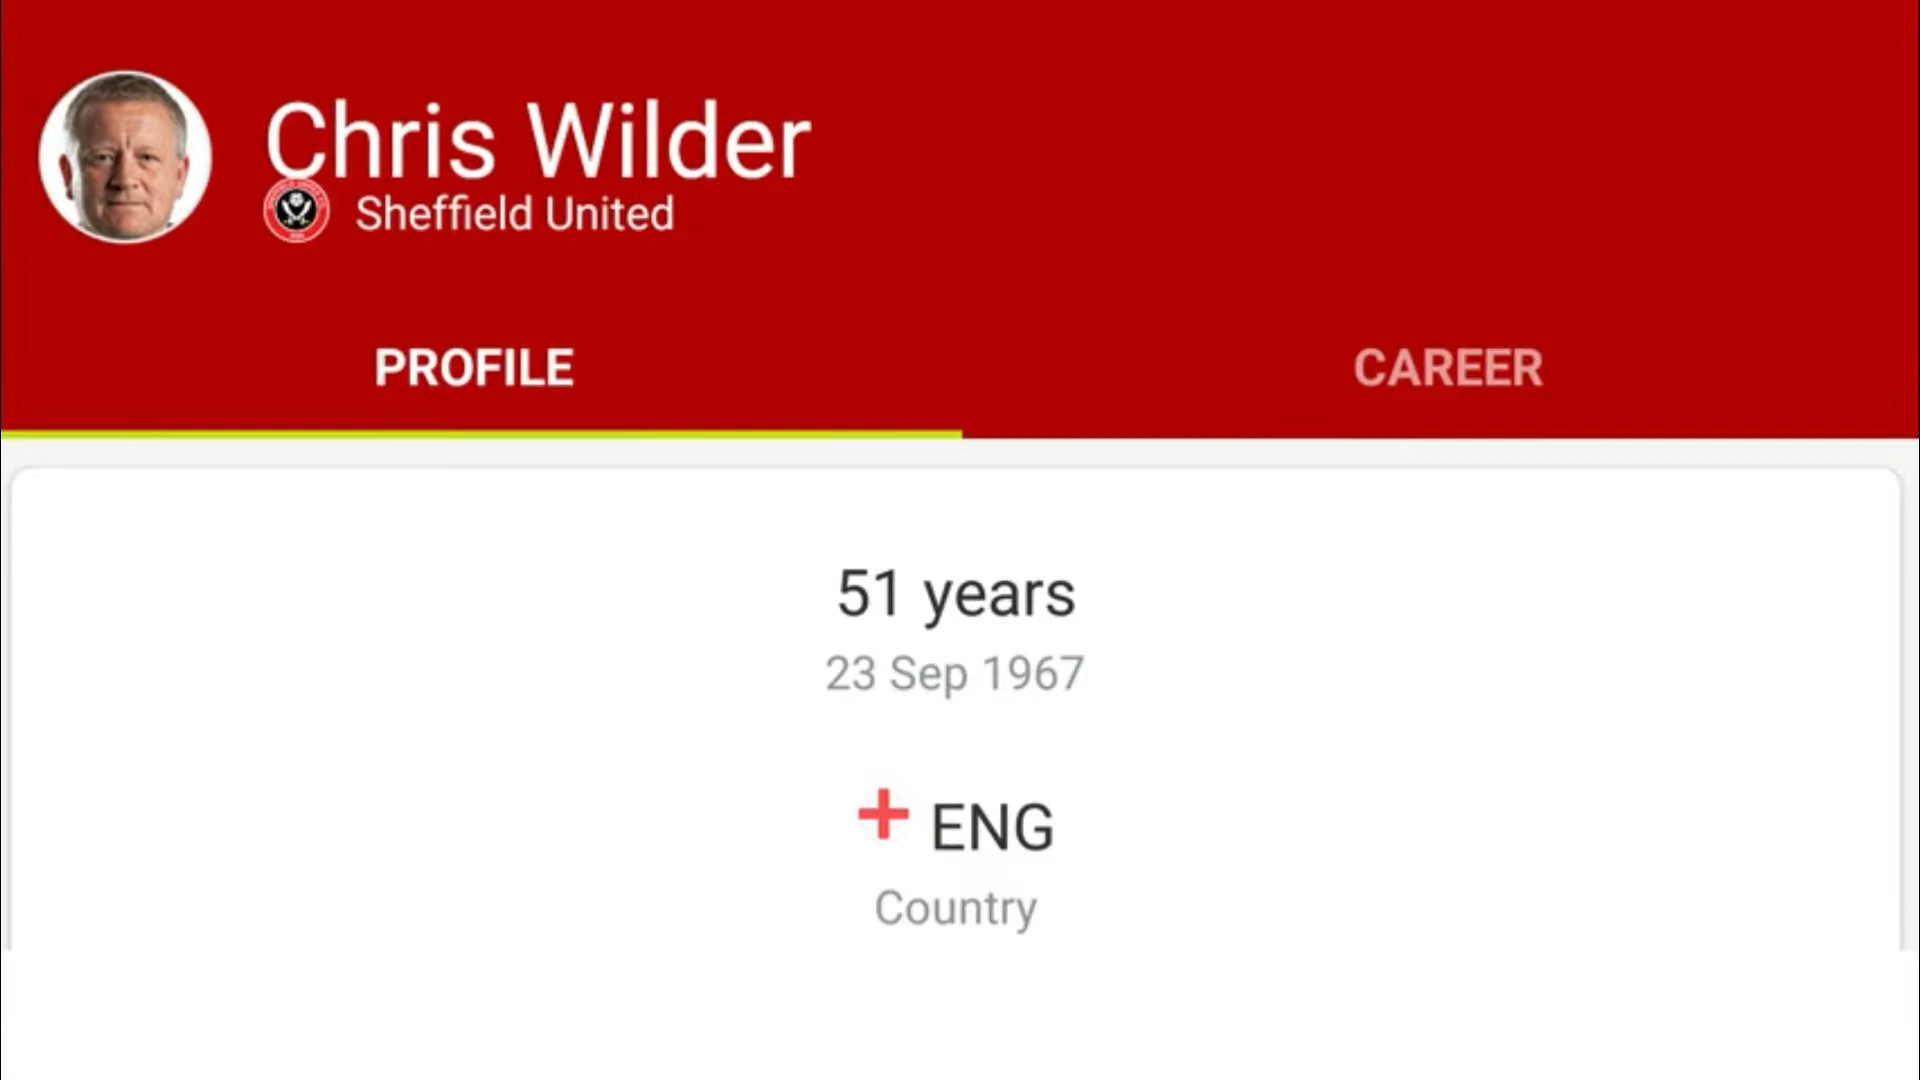 Chris Wilder
Sheffield United
PROFILE
CAREER
51 years
23 Sep 1967
ENG
Country